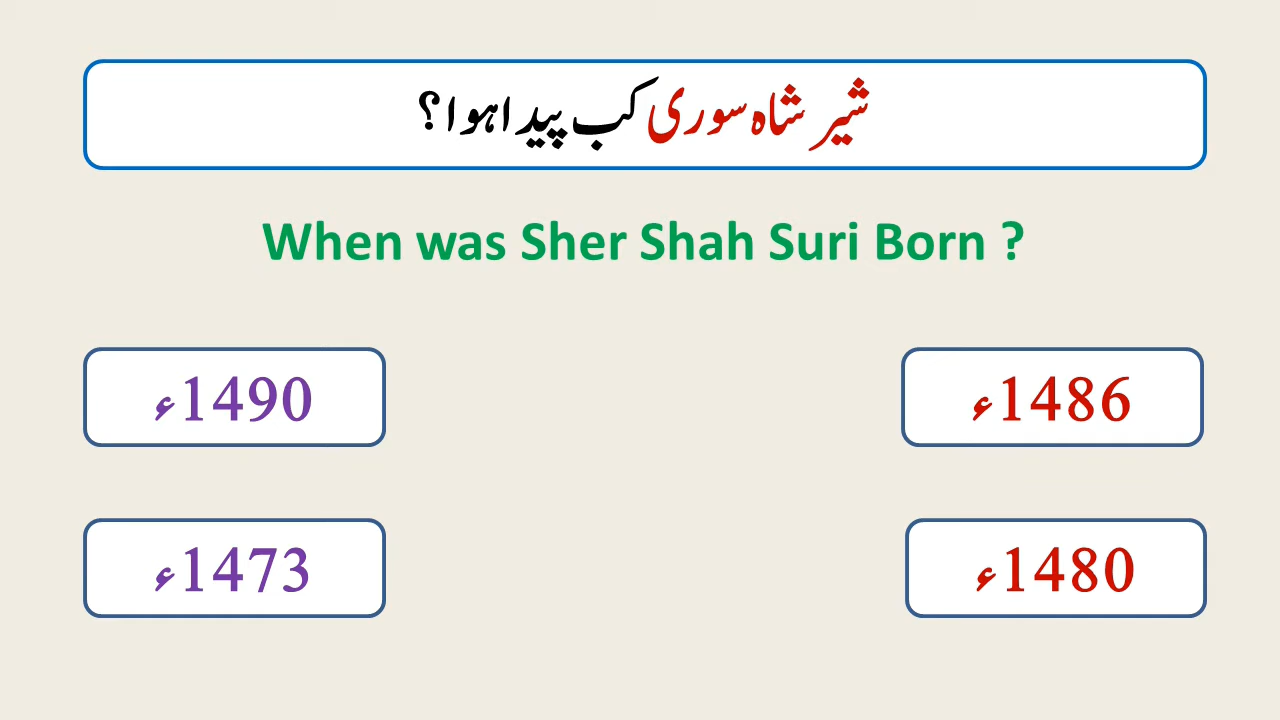 شیر شاہ سوری کب پیدا ہوا؟
When was Sher Shah Suri Born ?
1490ء
1486ء
1473ء
1480ء